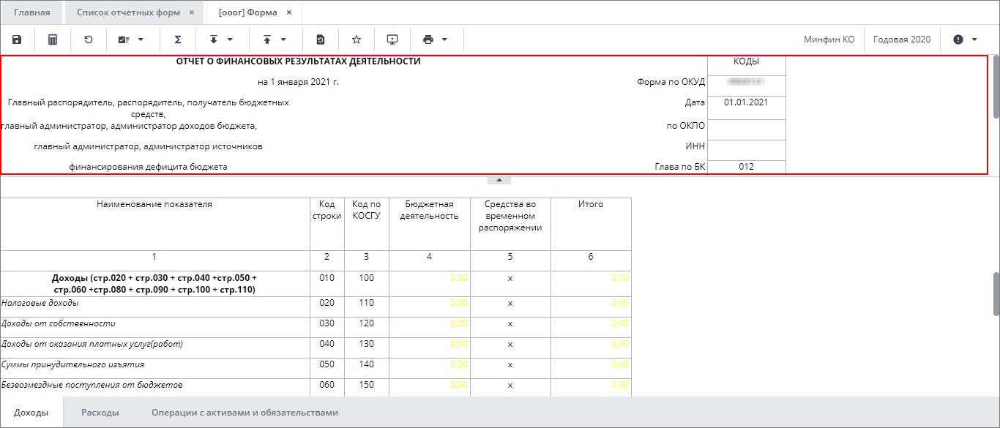 Главная Список отчетных форм × [ооог] Форма ×
Σ Минфин КО Годовая 2020
ОТЧЕТ О ФИНАНСОВЫХ РЕЗУЛЬТАТАХ ДЕЯТЕЛЬНОСТИ КОДЫ
на 1 января 2021 г. Форма по ОКУД
Главный распорядитель, распорядитель, получатель бюджетных Дата 01.01.2021
средств,
главный администратор, администратор доходов бюджета, по ОКПО
главный администратор, администратор источников ИНН
финансирования дефицита бюджета Глава по БК 012
Наименование показателя Код Код по Бюджетная Средства во Итого
строки КОСГУ деятельность временном
распоряжении
1 2 3 4 5 6
Доходы (стр.020 + стр.030 + стр.040 +стр.050 + 010 100 0,00 х 0,00
стр.060 +стр.080 + стр.090 + стр.100 + стр.110)
Налоговые доходы 020 110 0,00 х 0,00
Доходы от собственности 030 120 0,00 х 0,00
Доходы от оказания платных услуг(работ) 040 130 0,00 х 0,00
Суммы принудительного изъятия 050 140 0,00 х 0,00
Безвозмездные поступления от бюджетов 060 150 0,00 х 0,00
Доходы Расходы Операции с активами и обязательствами